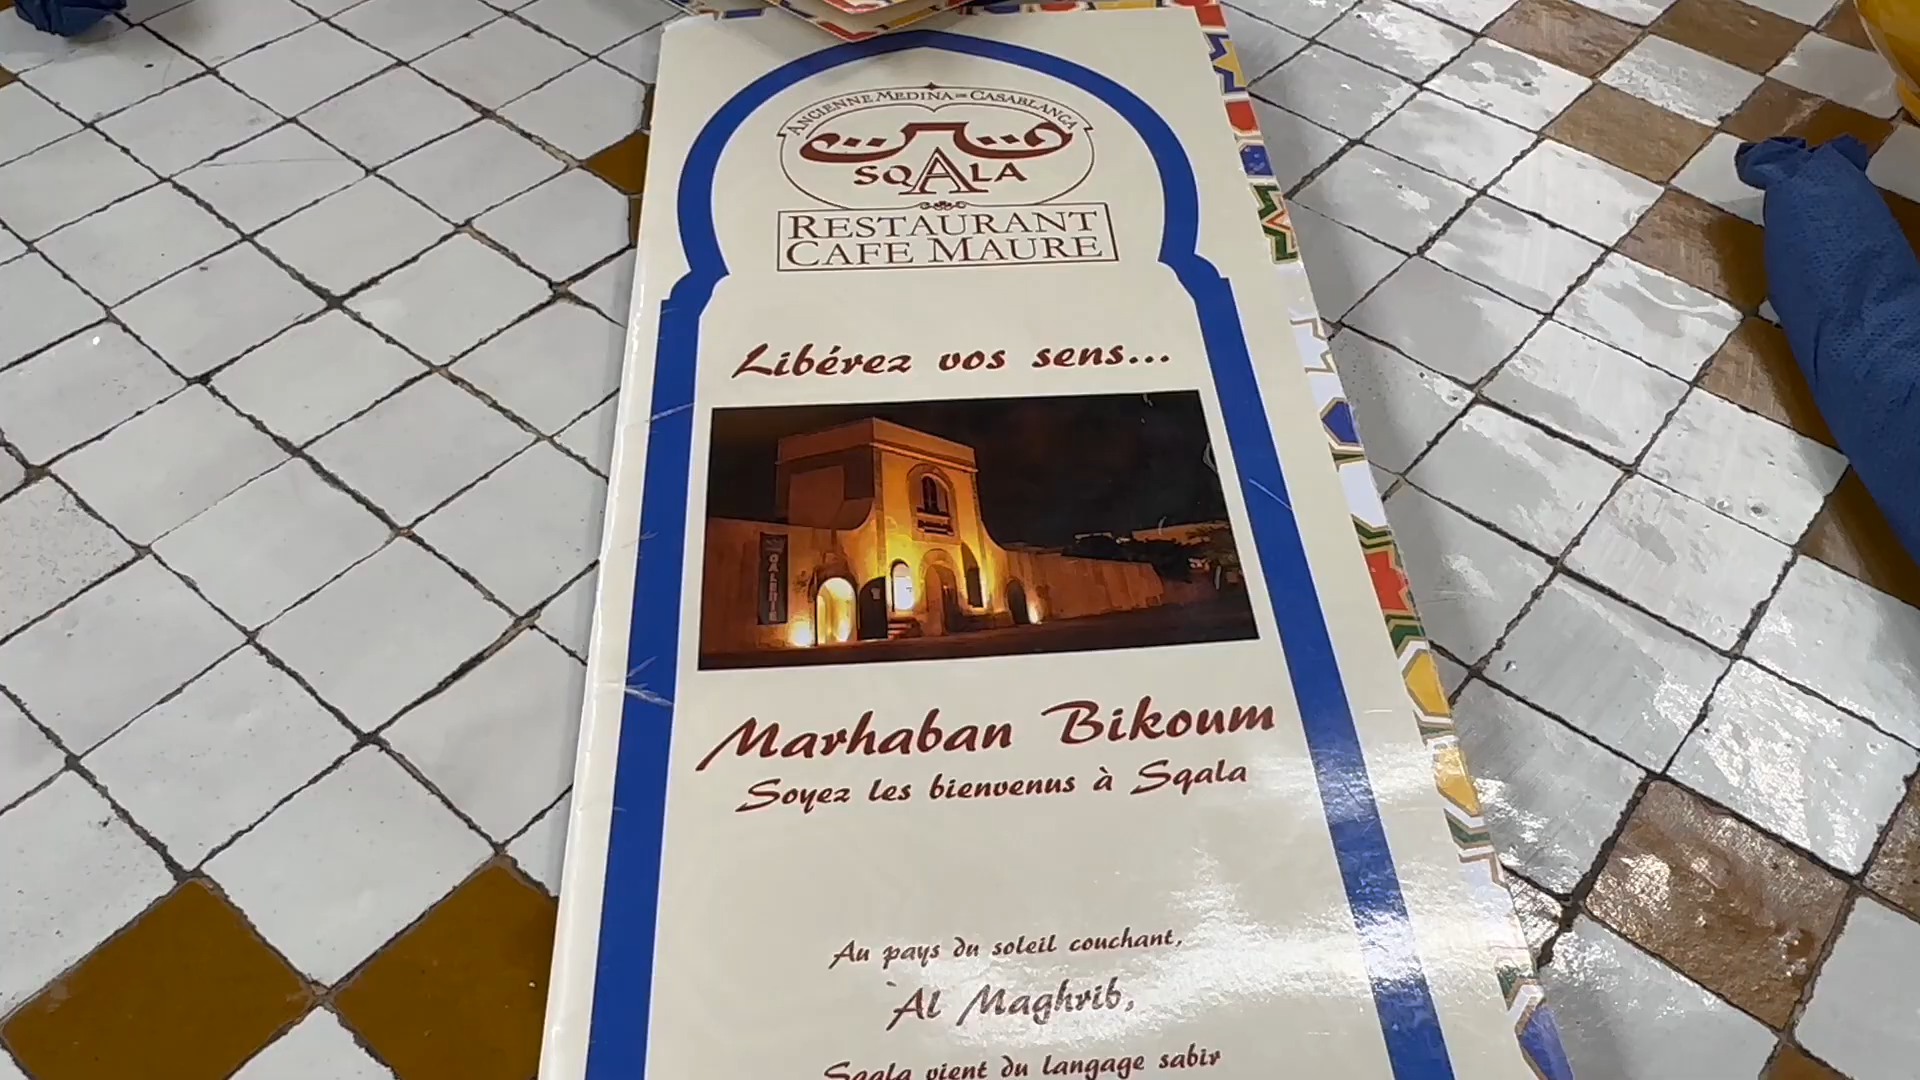 ANCIENNE MEDINA - CASABLANCA
SQALA
RESTAURANT
CAFE MAURE
Libérez vos sens...
GALERIE
Marhaban Bikoum
Soyez les bienvenus à Sqala
Au pays du soleil couchant,
Al Maghrib,
Sqala vient du langage sabir